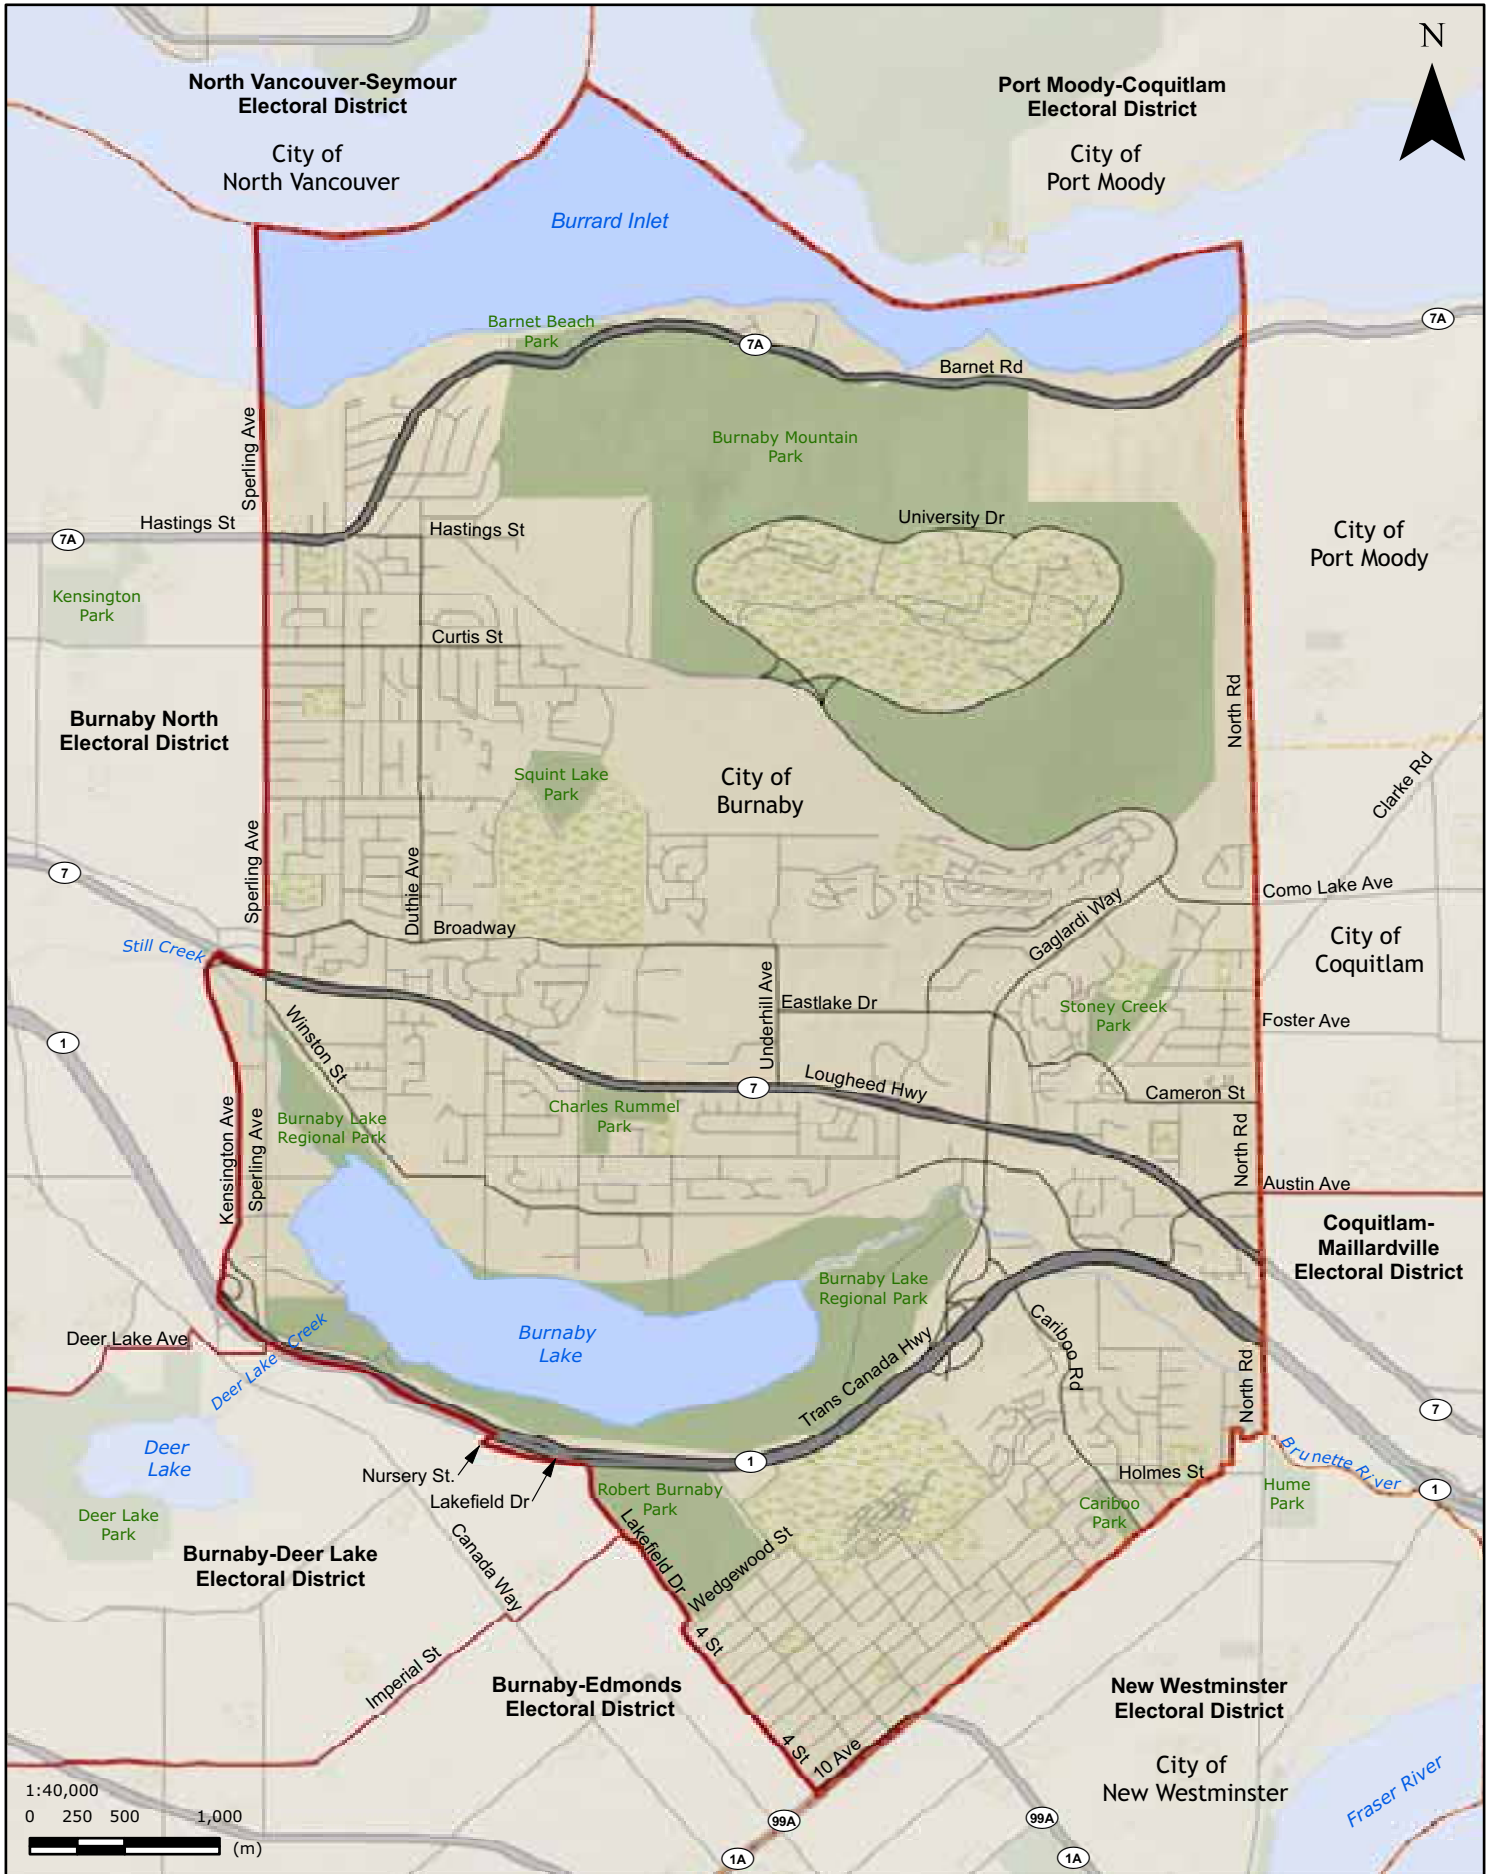 N
North Vancouver-Seymour
Electoral District
Port Moody-Coquitlam
Electoral District
City of
North Vancouver
City of
Port Moody
Burrard Inlet
Barnet Beach
Park
7A
7A
Barnet Rd
Sperling Ave
Burnaby Mountain
Park
Hastings St
Hastings St
University Dr
7A
City of
Port Moody
Kensington
Park
Curtis St
North Rd
Burnaby North
Electoral District
Squint Lake
Park
City of
Burnaby
Clarke Rd
Sperling Ave
Duthie Ave
7
Como Lake Ave
Gaglardi Way
Broadway
Still Creek
City of
Coquitlam
Underhill Ave
Eastlake Dr
Stoney Creek
Park
Foster Ave
Winston St
1
Lougheed Hwy
7
Cameron St
Charles Rummel
Park
Burnaby Lake
Regional Park
Kensington Ave
Sperling Ave
North Rd
Austin Ave
Coquitlam-
Maillardville
Electoral District
Burnaby Lake
Regional Park
Deer Lake Ave
Deer Lake Creek
Burnaby
Lake
Cariboo Rd
Trans Canada Hwy
North Rd
7
Deer
Lake
Nursery St.
Lakefield Dr
1
Holmes St
Brunette River
1
Robert Burnaby
Park
Cariboo
Park
Hume
Park
Deer Lake
Park
Burnaby-Deer Lake
Electoral District
Canada Way
Lakefield Dr
Wedgewood St
4 St
Imperial St
Burnaby-Edmonds
Electoral District
New Westminster
Electoral District
4 St
10 Ave
City of
New Westminster
Fraser River
1:40,000
0 250 500 1,000
(m)
99A
99A
1A
1A